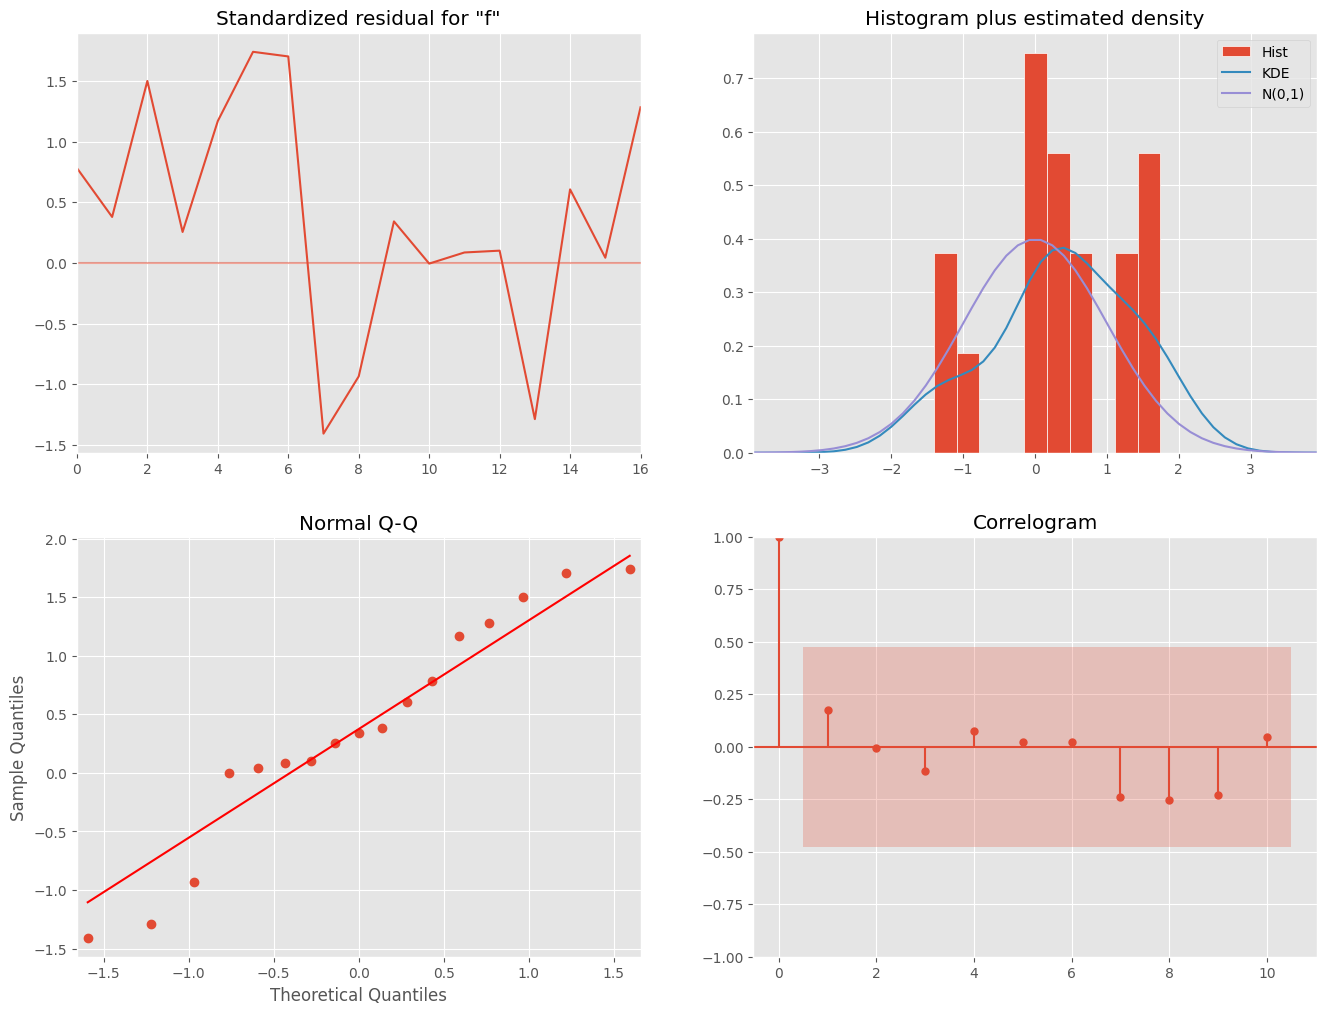 Standardized residual for "f"
1.5
1.0
0.5
0.0
−0.5
−1.0
−1.5
0 2 4 6 8 10 12 14 16
Histogram plus estimated density
Hist
KDE
N(0,1)
0.7
0.6
0.5
0.4
0.3
0.2
0.1
0.0
−3 −2 −1 0 1 2 3
Normal Q-Q
Sample Quantiles
2.0
1.5
1.0
0.5
0.0
−0.5
−1.0
−1.5
−1.5 −1.0 −0.5 0.0 0.5 1.0 1.5
Theoretical Quantiles
Correlogram
1.00
0.75
0.50
0.25
0.00
−0.25
−0.50
−0.75
−1.00
0 2 4 6 8 10